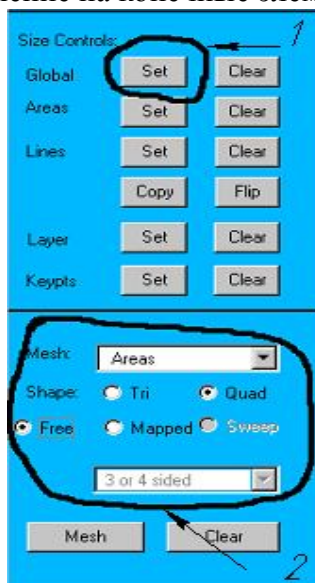 Size Controls: 1
Global Set Clear
Areas Set Clear
Lines Set Clear
Copy Flip
Layer Set Clear
Keypts Set Clear
Mesh: Areas
Shape: Tri Quad
Free Mapped Sweep
3 or 4 sided
Mesh Clear
2